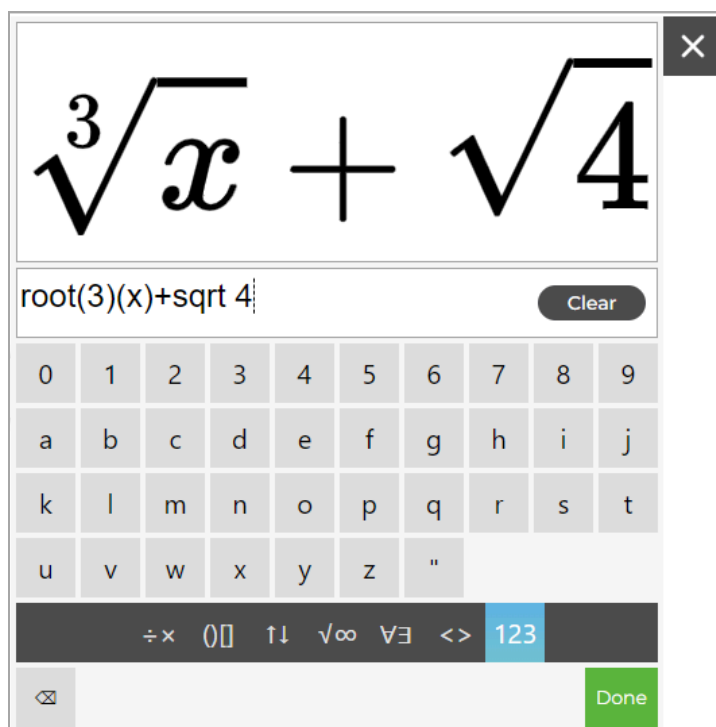 ∛x + √4
×
root(3)(x)+sqrt 4
Clear
0 1 2 3 4 5 6 7 8 9
a b c d e f g h i j
k l m n o p q r s t
u v w x y z "
÷× ()[] ↑↓ √∞ ∀∃ <> 123
⌫
Done